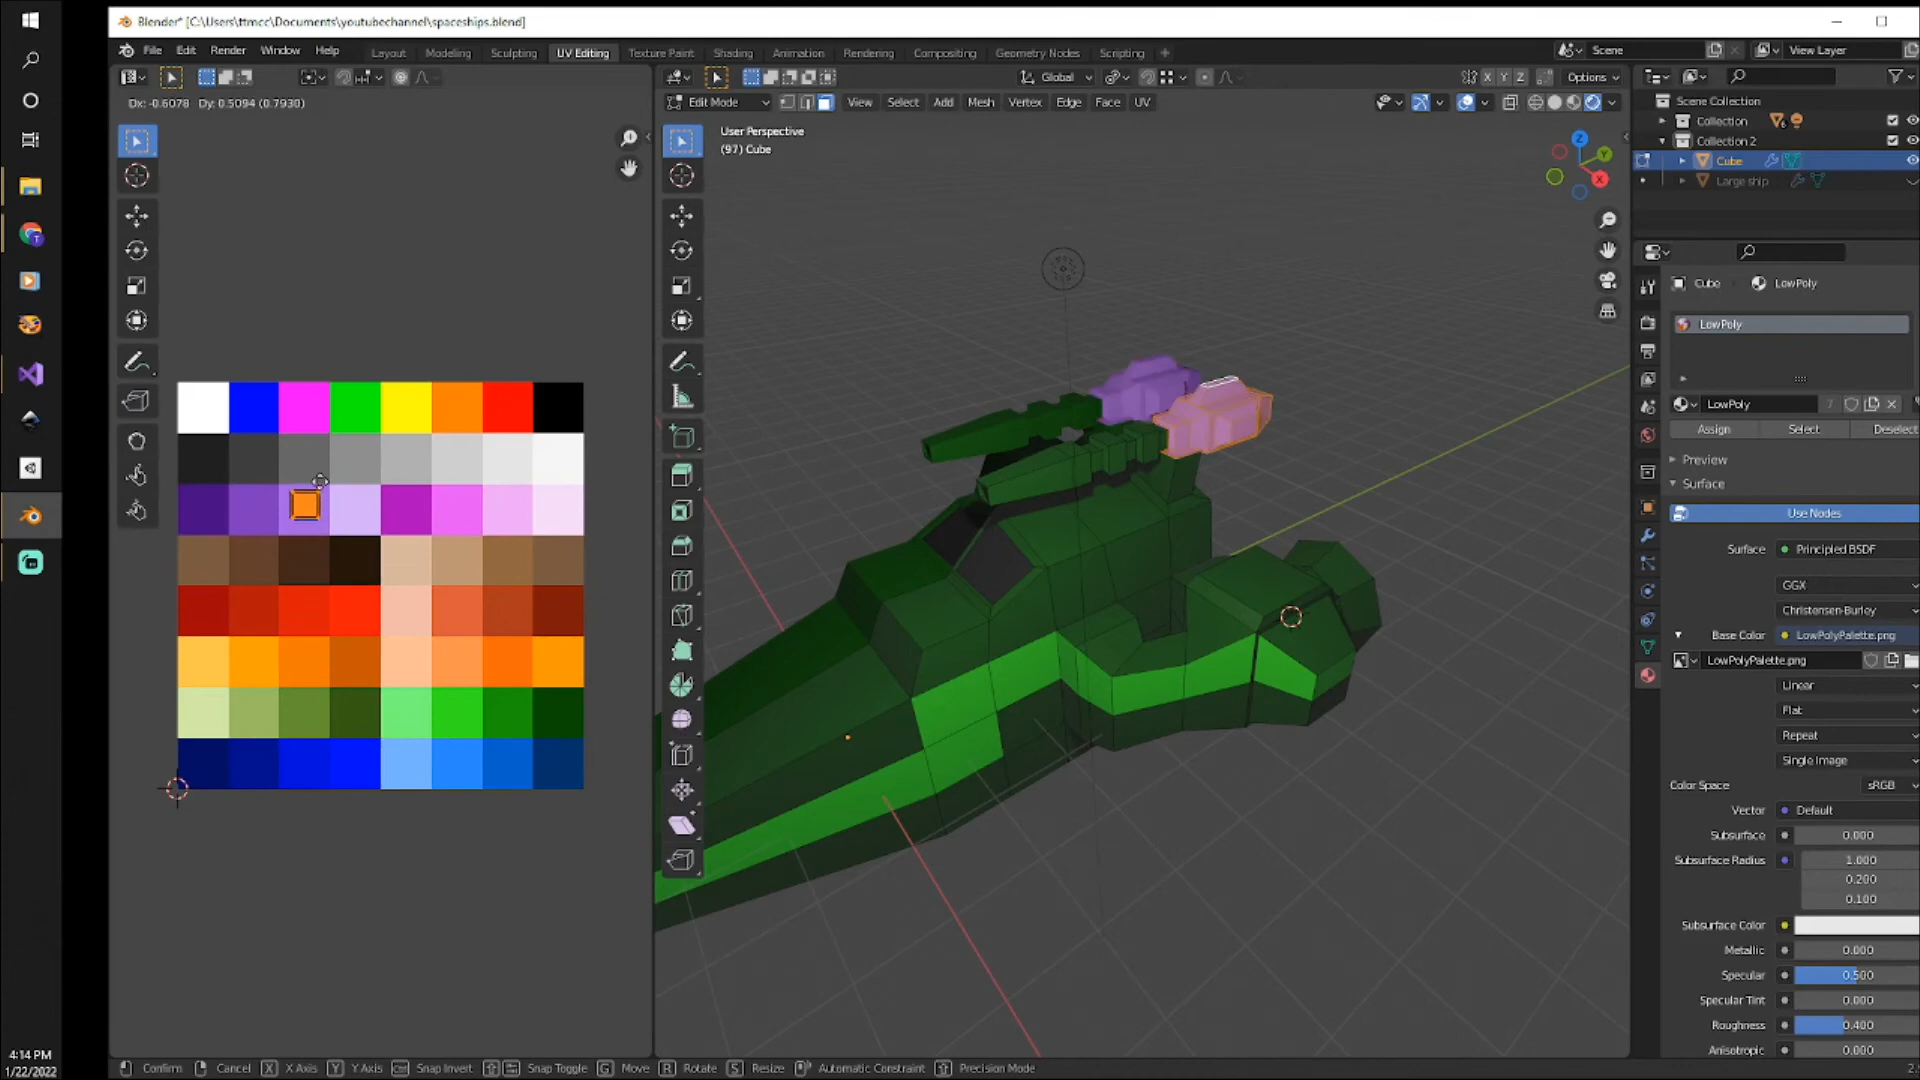 Blender* [C:\Users\ttmcc\Documents\youtubechannel\spaceships.blend]
File Edit Render Window Help Layout Modeling Sculpting UV Editing Texture Paint Shading Animation Rendering Compositing Geometry Nodes Scripting + Scene View Layer
Global Options
Dx: -0.6078 Dy: 0.5094 (0.7930)
Edit Mode View Select Add Mesh Vertex Edge Face UV
X Y Z
User Perspective
(97) Cube
Z
Y
X
Scene Collection
Collection 6
Collection 2
Cube
Large ship
Cube LowPoly
LowPoly
LowPoly 7
Assign Select Deselect
Preview
Surface
Use Nodes
Surface Principled BSDF
GGX
Christensen-Burley
Base Color LowPolyPalette.png
LowPolyPalette.png
Linear
Flat
Repeat
Single Image
Color Space sRGB
Vector Default
Subsurface 0.000
Subsurface Radius 1.000
0.200
0.100
Subsurface Color
Metallic 0.000
Specular 0.500
Specular Tint 0.000
Roughness 0.400
Anisotropic 0.000
Confirm Cancel X X Axis Y Y Axis Snap Invert Snap Toggle G Move R Rotate S Resize Automatic Constraint Precision Mode
4:14 PM
1/22/2022